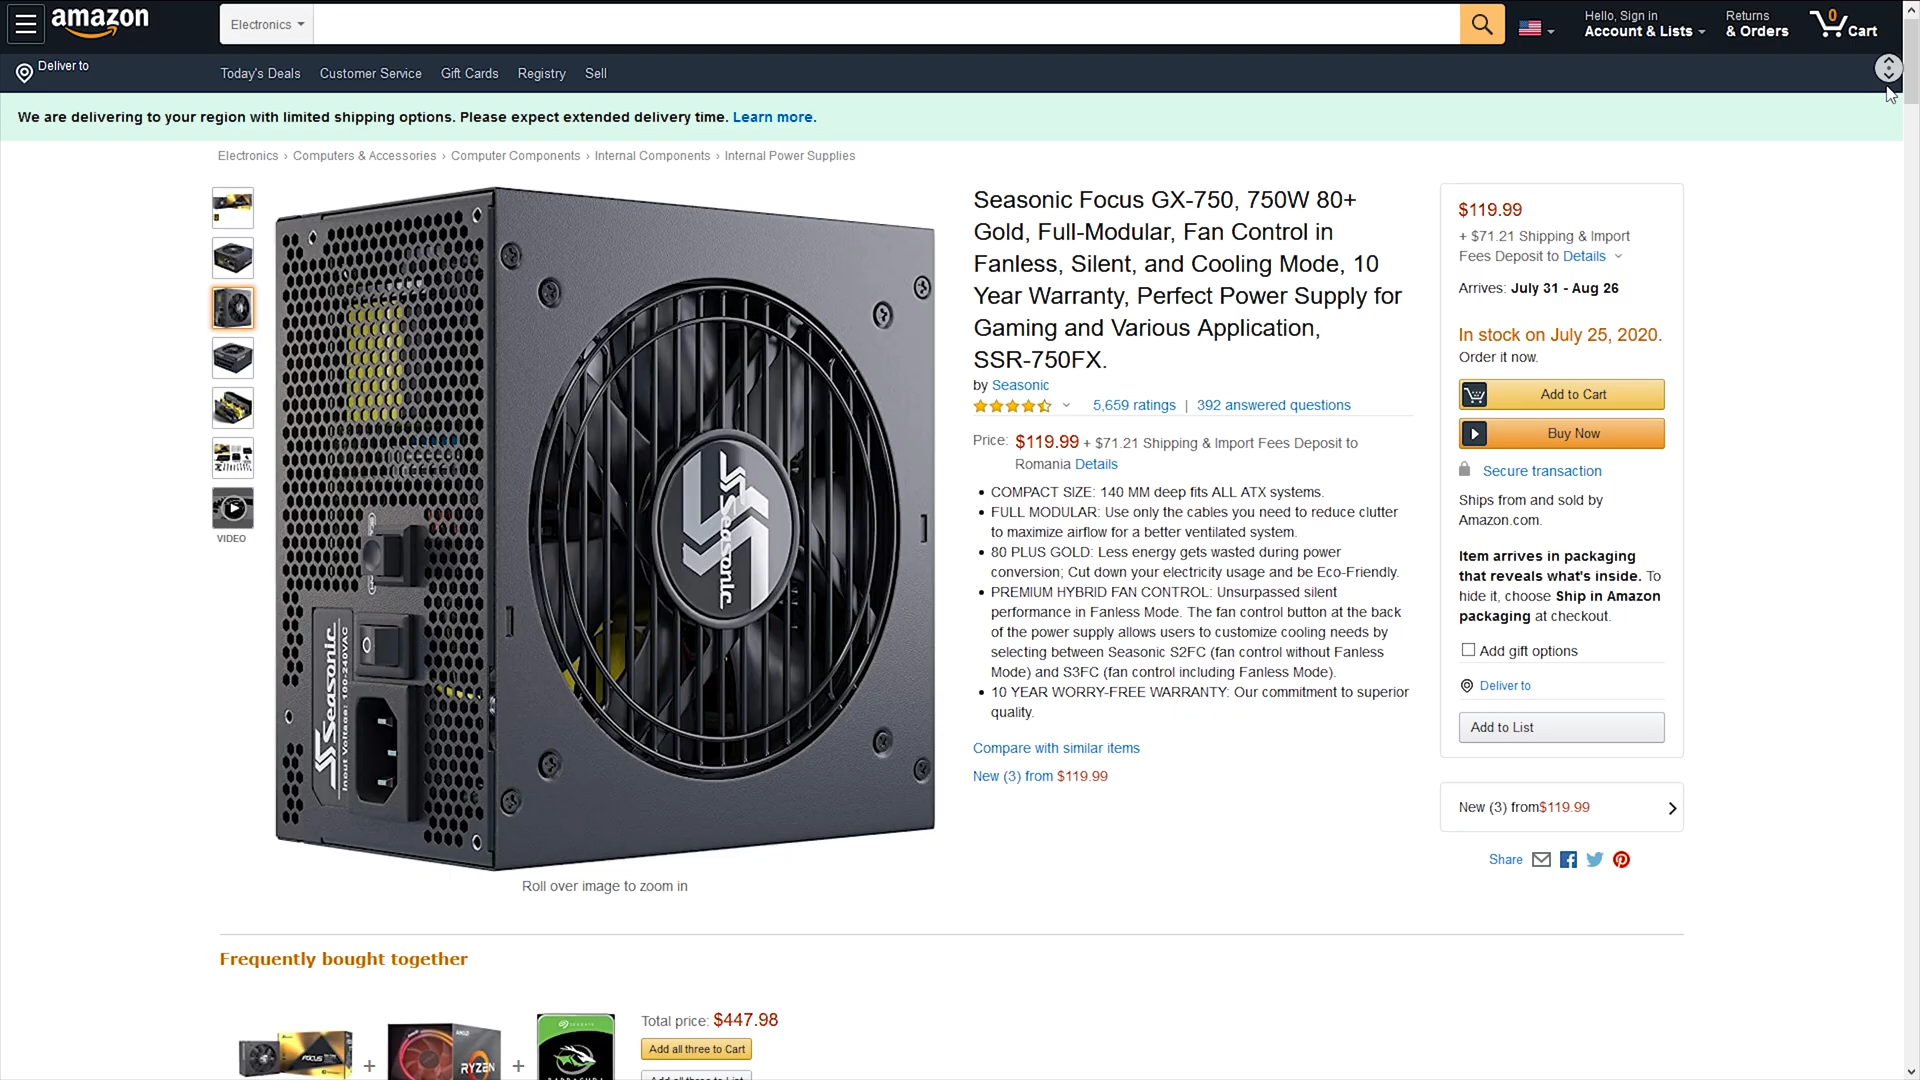 amazon
Electronics
Hello, Sign in
Account & Lists
Returns
& Orders
0
Cart
Deliver to
Today's Deals
Customer Service
Gift Cards
Registry
Sell
We are delivering to your region with limited shipping options. Please expect extended delivery time. Learn more.
Electronics › Computers & Accessories › Computer Components › Internal Components › Internal Power Supplies
VIDEO
Seasonic
Seasonic
Input Voltage: 100-240VAC
Roll over image to zoom in
Seasonic Focus GX-750, 750W 80+
Gold, Full-Modular, Fan Control in
Fanless, Silent, and Cooling Mode, 10
Year Warranty, Perfect Power Supply for
Gaming and Various Application,
SSR-750FX.
by Seasonic
5,659 ratings | 392 answered questions
Price: $119.99 + $71.21 Shipping & Import Fees Deposit to
Romania Details
• COMPACT SIZE: 140 MM deep fits ALL ATX systems.
• FULL MODULAR: Use only the cables you need to reduce clutter
to maximize airflow for a better ventilated system.
• 80 PLUS GOLD: Less energy gets wasted during power
conversion; Cut down your electricity usage and be Eco-Friendly.
• PREMIUM HYBRID FAN CONTROL: Unsurpassed silent
performance in Fanless Mode. The fan control button at the back
of the power supply allows users to customize cooling needs by
selecting between Seasonic S2FC (fan control without Fanless
Mode) and S3FC (fan control including Fanless Mode).
• 10 YEAR WORRY-FREE WARRANTY: Our commitment to superior
quality.
Compare with similar items
New (3) from $119.99
$119.99
+ $71.21 Shipping & Import
Fees Deposit to Details
Arrives: July 31 - Aug 26
In stock on July 25, 2020.
Order it now.
Add to Cart
Buy Now
Secure transaction
Ships from and sold by
Amazon.com.
Item arrives in packaging
that reveals what's inside. To
hide it, choose Ship in Amazon
packaging at checkout.
Add gift options
Deliver to
Add to List
New (3) from$119.99
Share
Frequently bought together
FOCUS
+
AMD
RYZEN
+
SEAGATE
BARRACUDA
Total price: $447.98
Add all three to Cart
Add all three to List